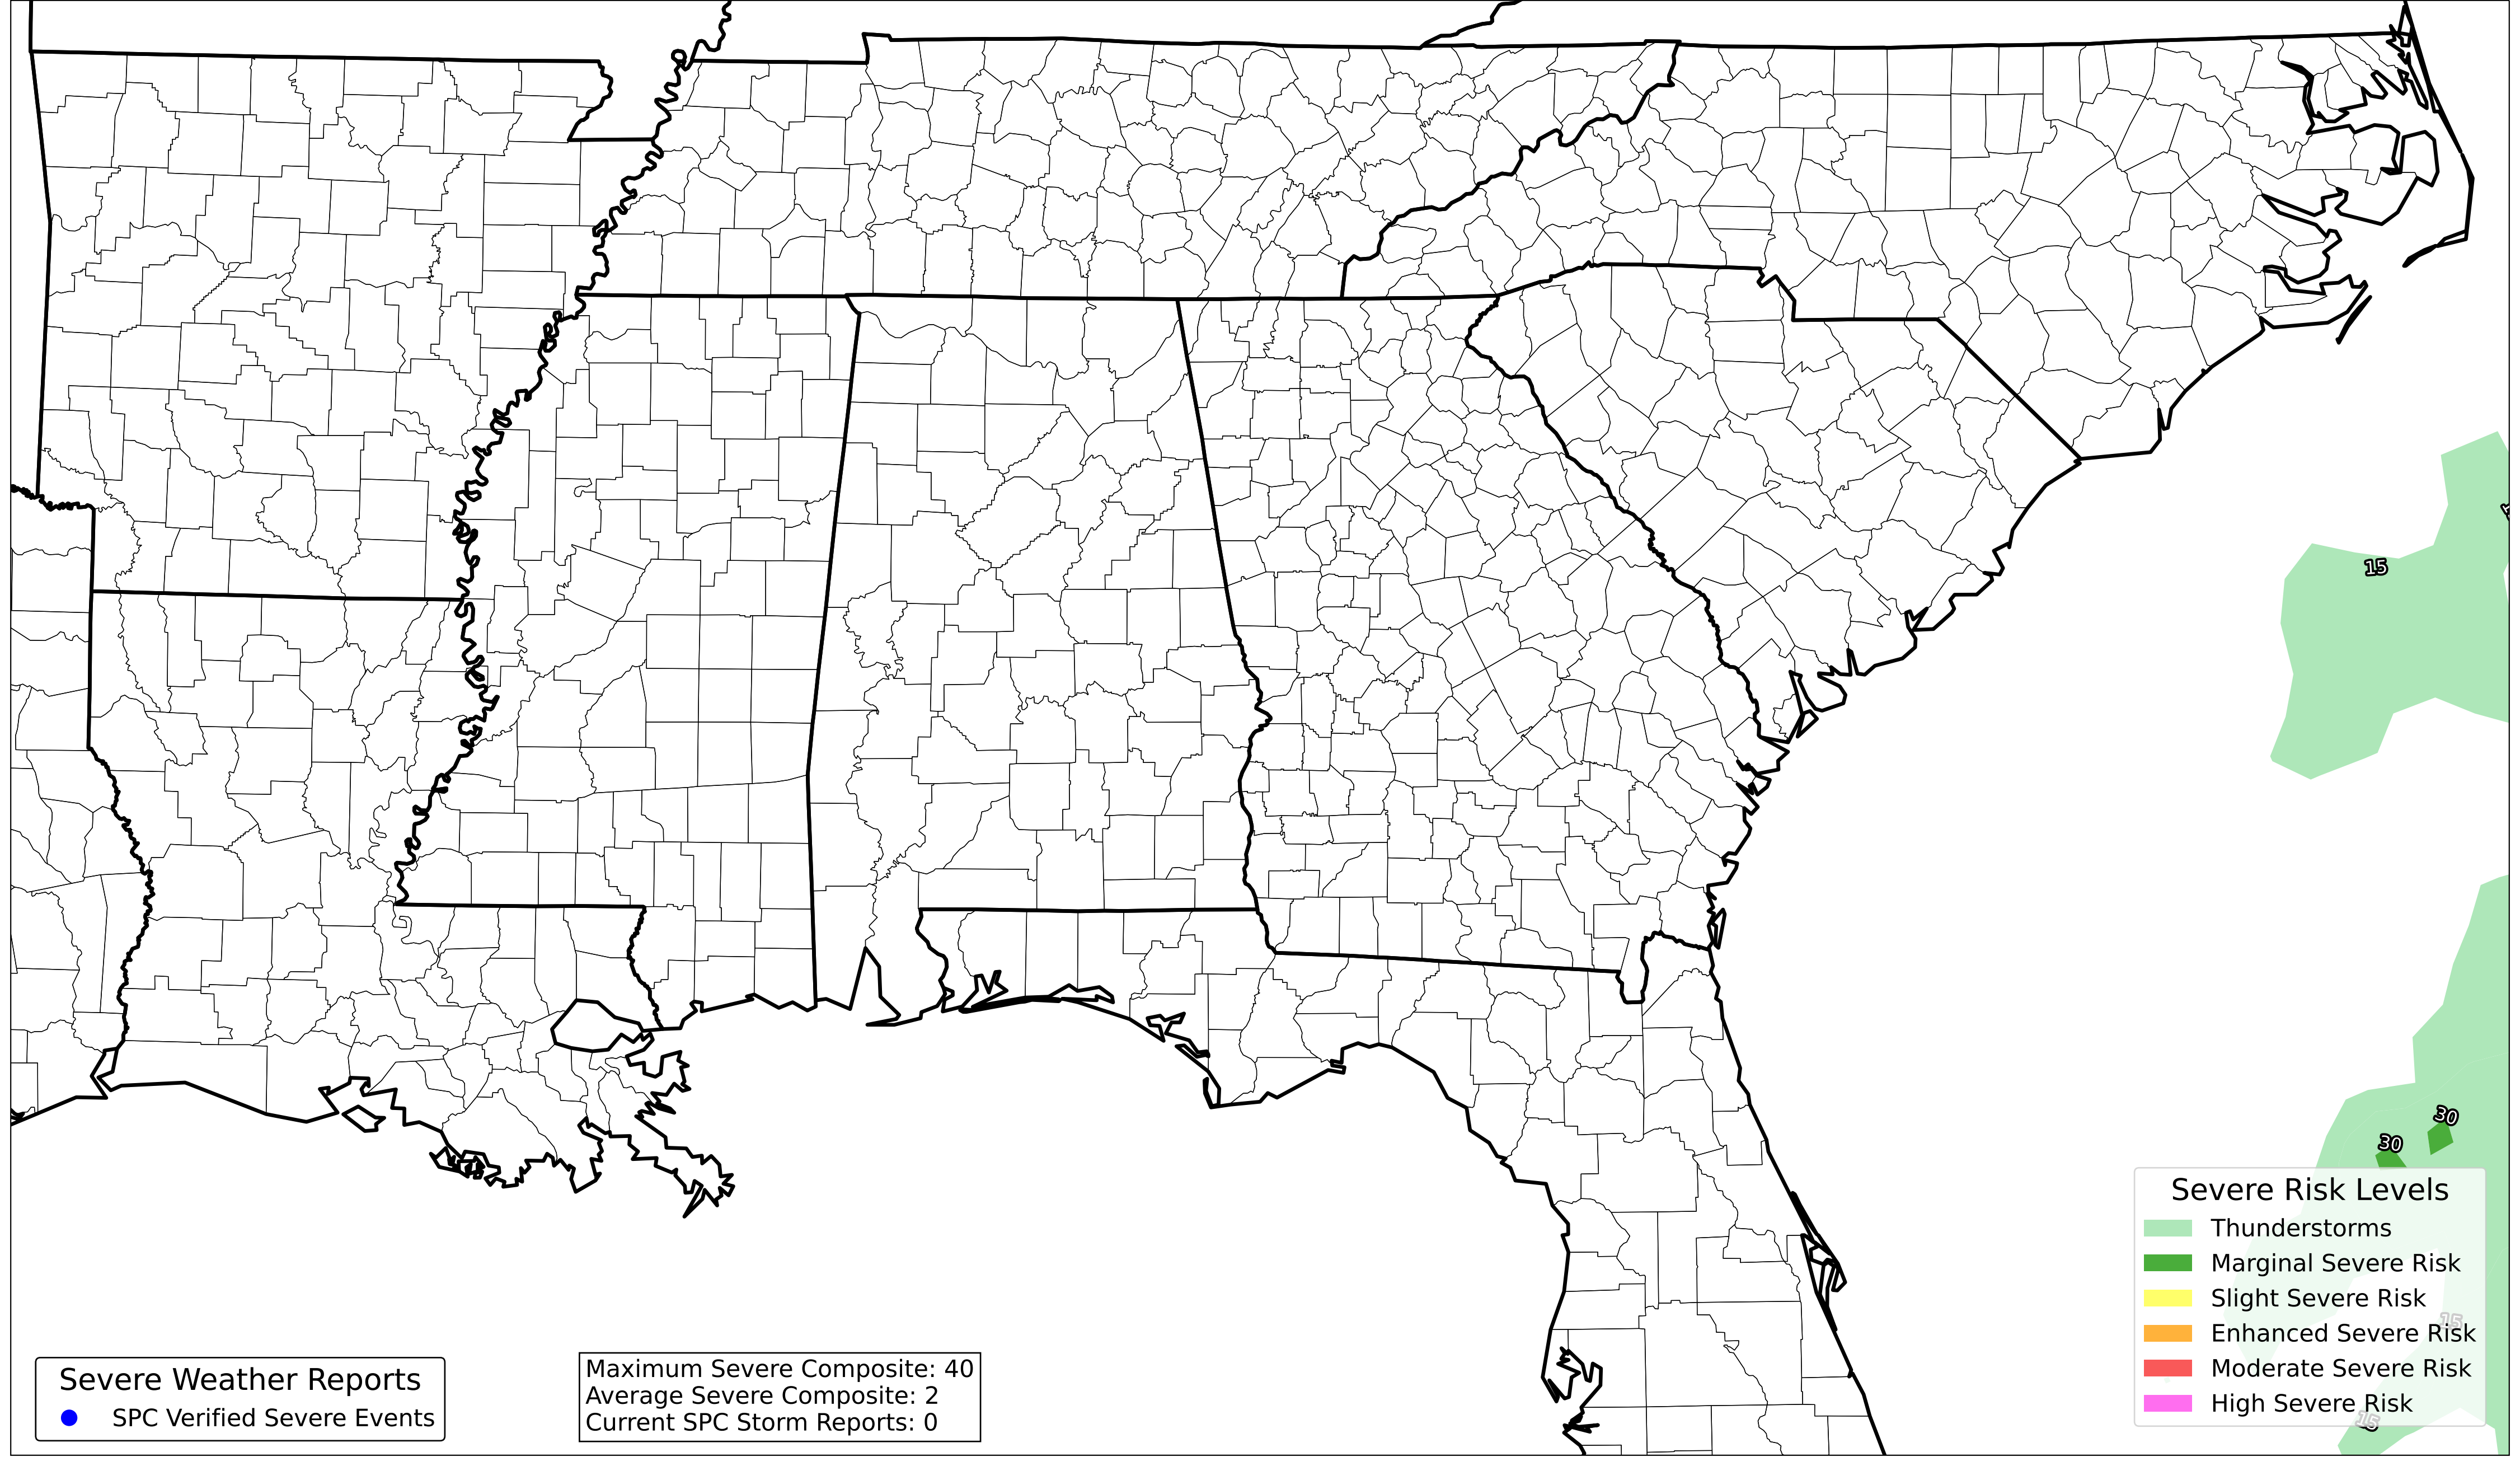 15
30
30
Severe Risk Levels
Thunderstorms
Marginal Severe Risk
Slight Severe Risk
15
Enhanced Severe Risk
Moderate Severe Risk
High Severe Risk
15
Severe Weather Reports
SPC Verified Severe Events
Maximum Severe Composite: 40
Average Severe Composite: 2
Current SPC Storm Reports: 0